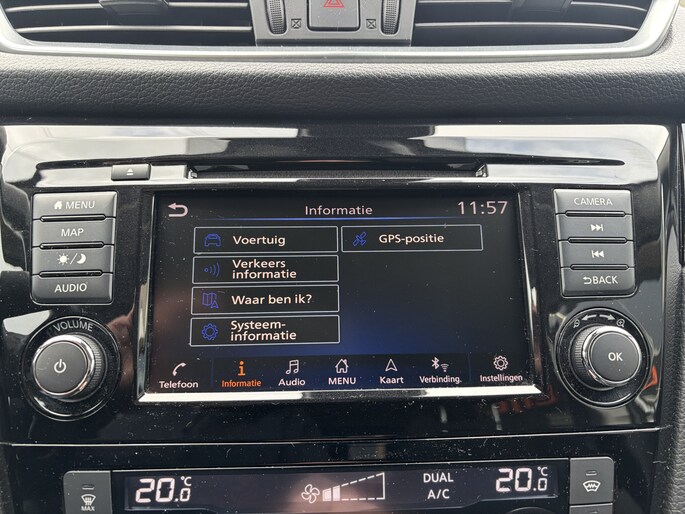 MENU
MAP
AUDIO
VOLUME
Informatie
11:57
Voertuig
GPS-positie
Verkeers
informatie
Waar ben ik?
Systeem-
informatie
Telefoon
Informatie
Audio
MENU
Kaart
Verbinding.
Instellingen
CAMERA
BACK
OK
MAX
20.0 °C
DUAL
A/C
20.0 °C